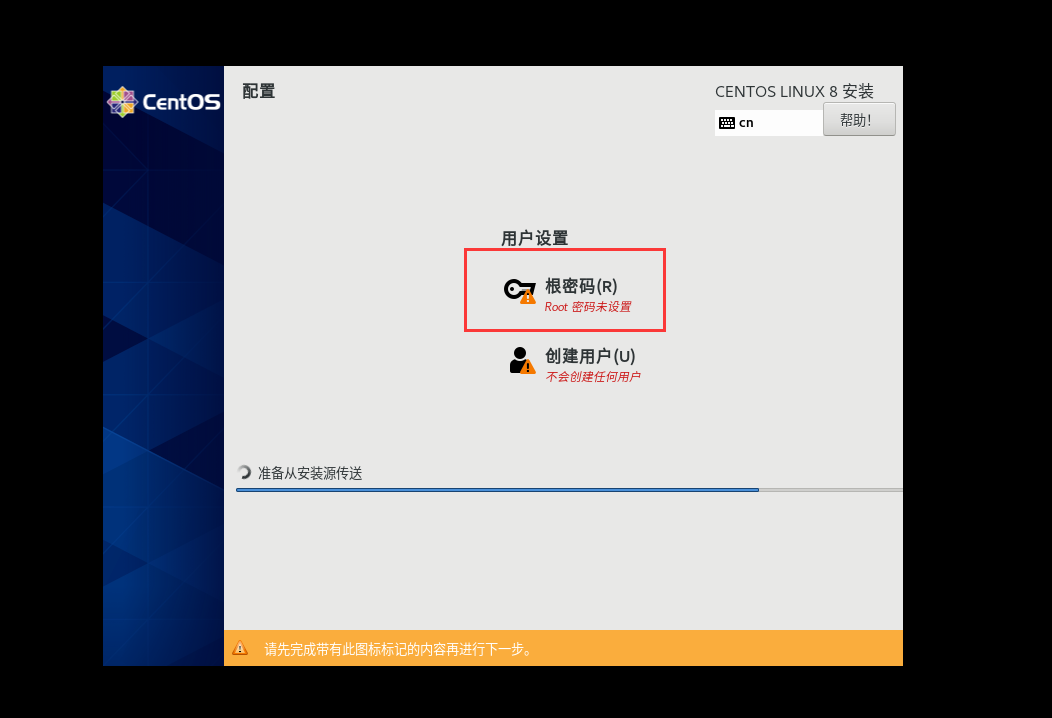 CentOS
配置
CENTOS LINUX 8 安装
cn
帮助!
用户设置
根密码(R)
Root 密码未设置
创建用户(U)
不会创建任何用户
准备从安装源传送
请先完成带有此图标标记的内容再进行下一步。